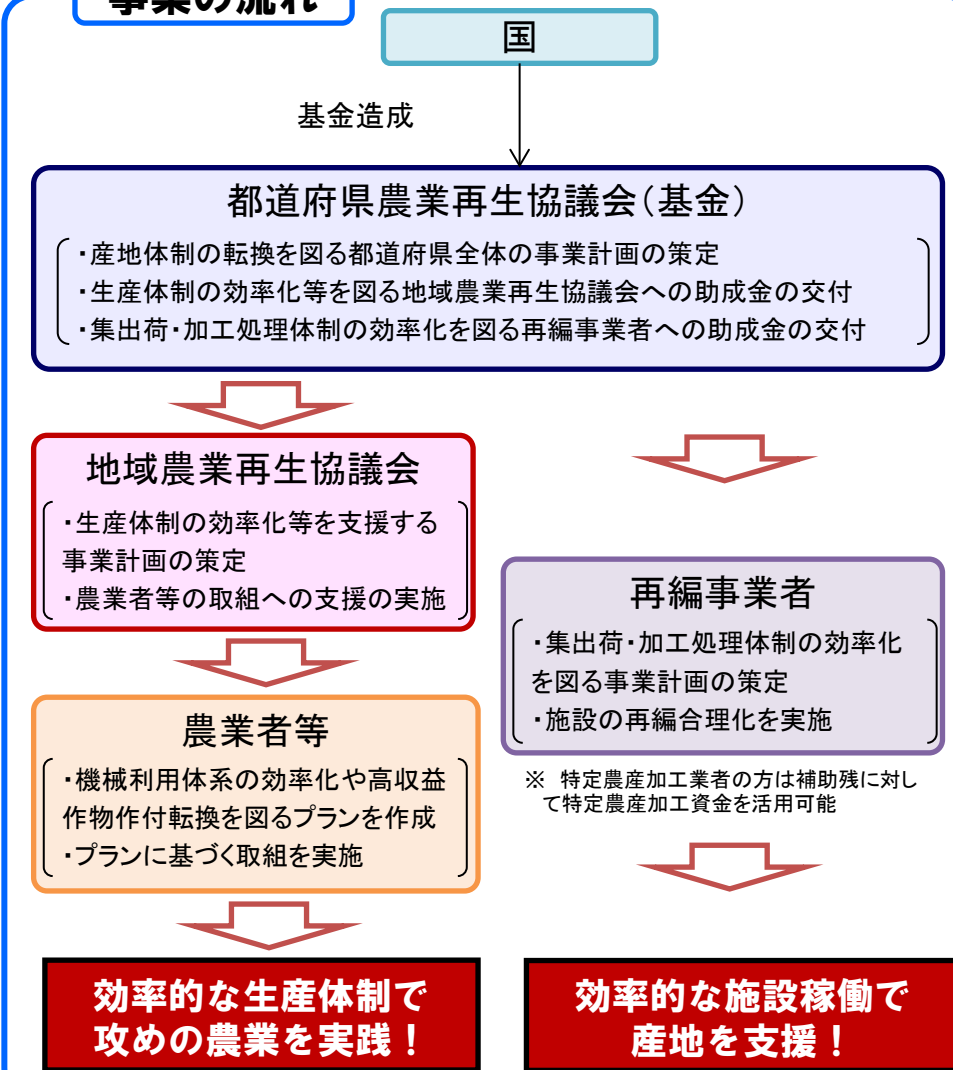 事業の流れ
国
基金造成
都道府県農業再生協議会（基金）
・産地体制の転換を図る都道府県全体の事業計画の策定
・生産体制の効率化等を図る地域農業再生協議会への助成金の交付
・集出荷・加工処理体制の効率化を図る再編事業者への助成金の交付
地域農業再生協議会
・生産体制の効率化等を支援する
事業計画の策定
・農業者等の取組への支援の実施
農業者等
・機械利用体系の効率化や高収益
作物作付転換を図るプランを作成
・プランに基づく取組を実施
効率的な生産体制で
攻めの農業を実践！
再編事業者
・集出荷・加工処理体制の効率化
を図る事業計画の策定
・施設の再編合理化を実施
※　特定農産加工業者の方は補助残に対し
て特定農産加工資金を活用可能
効率的な施設稼働で
産地を支援！